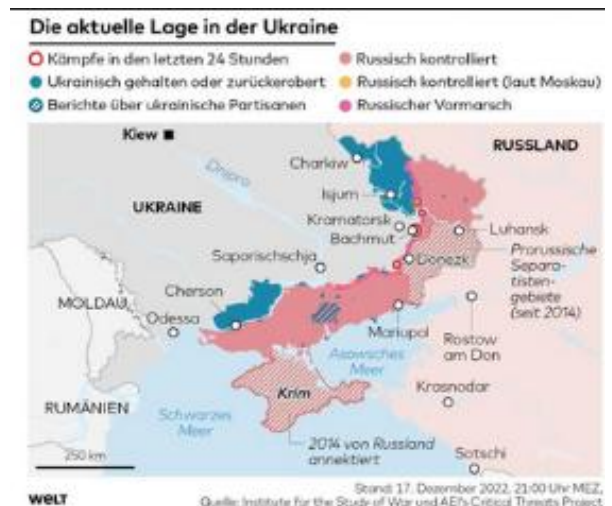 Die aktuelle Lage in der Ukraine
Kämpfe in den letzten 24 Stunden
Ukrainisch gehalten oder zurückerobert
Berichte über ukrainische Partisanen
Russisch kontrolliert
Russisch kontrolliert (laut Moskau)
Russischer Vormarsch
Kiew
RUSSLAND
Charkiw
Dnipro
Isjum
UKRAINE
Kramatorsk
Luhansk
Bachmut
Prorussische
Separa-
tisten-
gebiete
(seit 2014)
Saporischschja
Donezk
Cherson
MOLDAU
Odessa
Mariupol
Rostow
am Don
Asowsches
Meer
Krim
Krasnodar
RUMÄNIEN
Schwarzes
Meer
2014 von Russland
annektiert
Sotschi
250 km
Stand: 17. Dezember 2022, 21:00 Uhr MEZ,
WELT
Quelle: Institute for the Study of War und AEI's Critical Threats Project